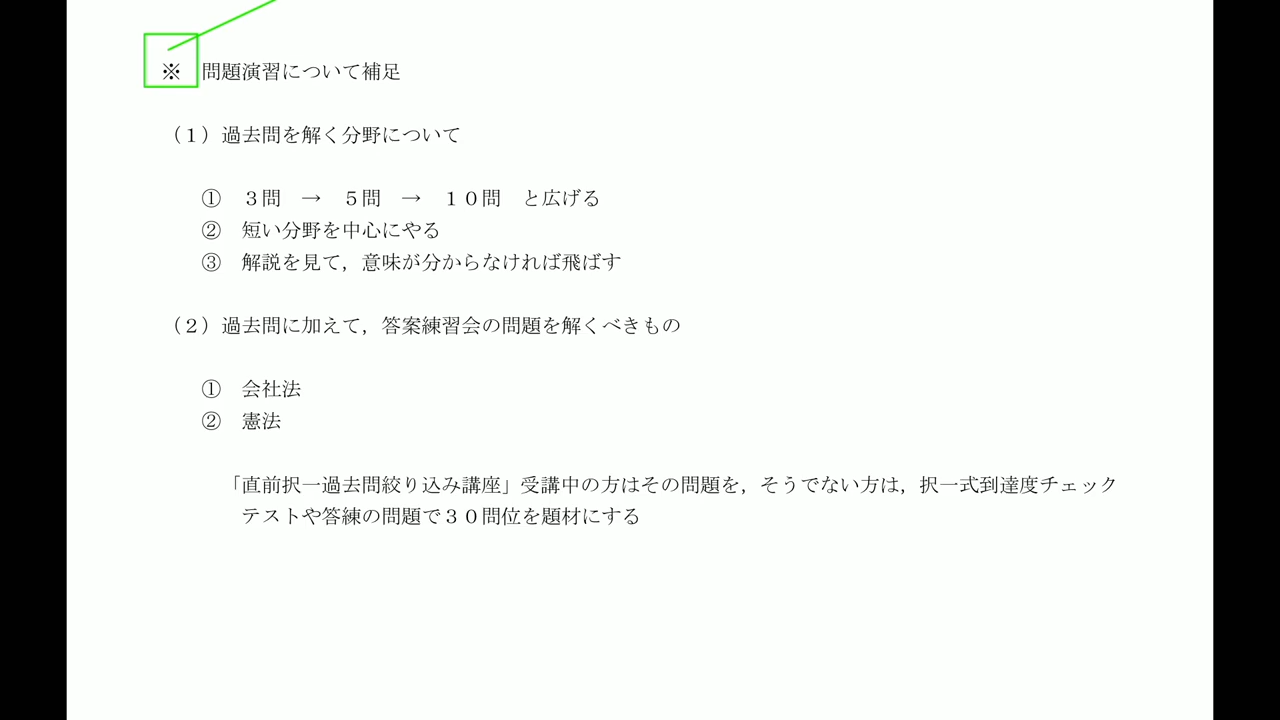 ※　問題演習について補足
（１）過去問を解く分野について
①　３問　→　５問　→　１０問　と広げる
②　短い分野を中心にやる
③　解説を見て，意味が分からなければ飛ばす
（２）過去問に加えて，答案練習会の問題を解くべきもの
①　会社法
②　憲法
「直前択一過去問絞り込み講座」受講中の方はその問題を，そうでない方は，択一式到達度チェック
テストや答練の問題で３０問位を題材にする